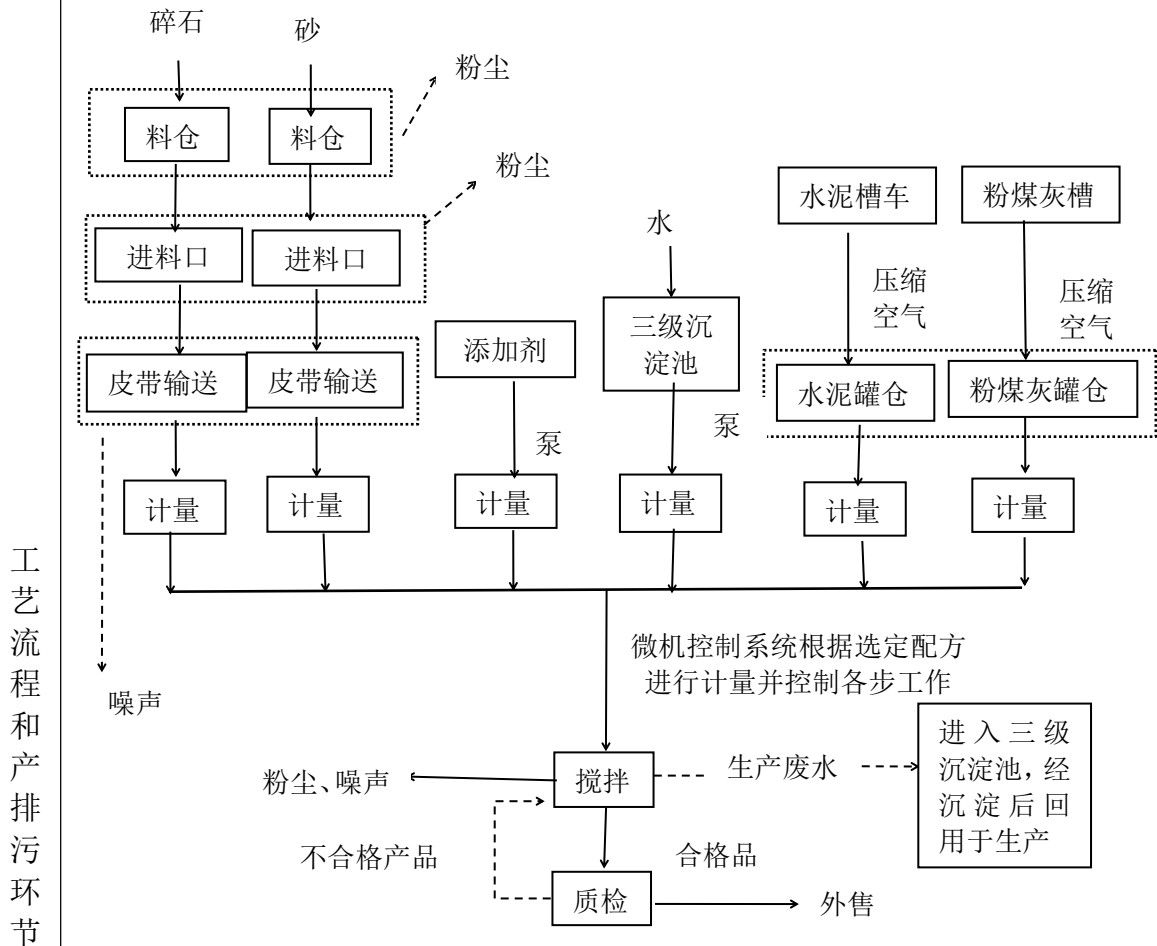 碎石
砂
粉尘
料仓
料仓
粉尘
水泥槽车
粉煤灰槽
水
进料口
进料口
压缩
空气
压缩
空气
三级沉
淀池
添加剂
皮带输送
皮带输送
水泥罐仓
粉煤灰罐仓
泵
泵
计量
计量
计量
计量
计量
计量
噪声
微机控制系统根据选定配方
进行计量并控制各步工作
粉尘、噪声
搅拌
生产废水
进入三级
沉淀池，经
沉淀后回
用于生产
不合格产品
合格品
质检
外售
工
艺
流
程
和
产
排
污
环
节